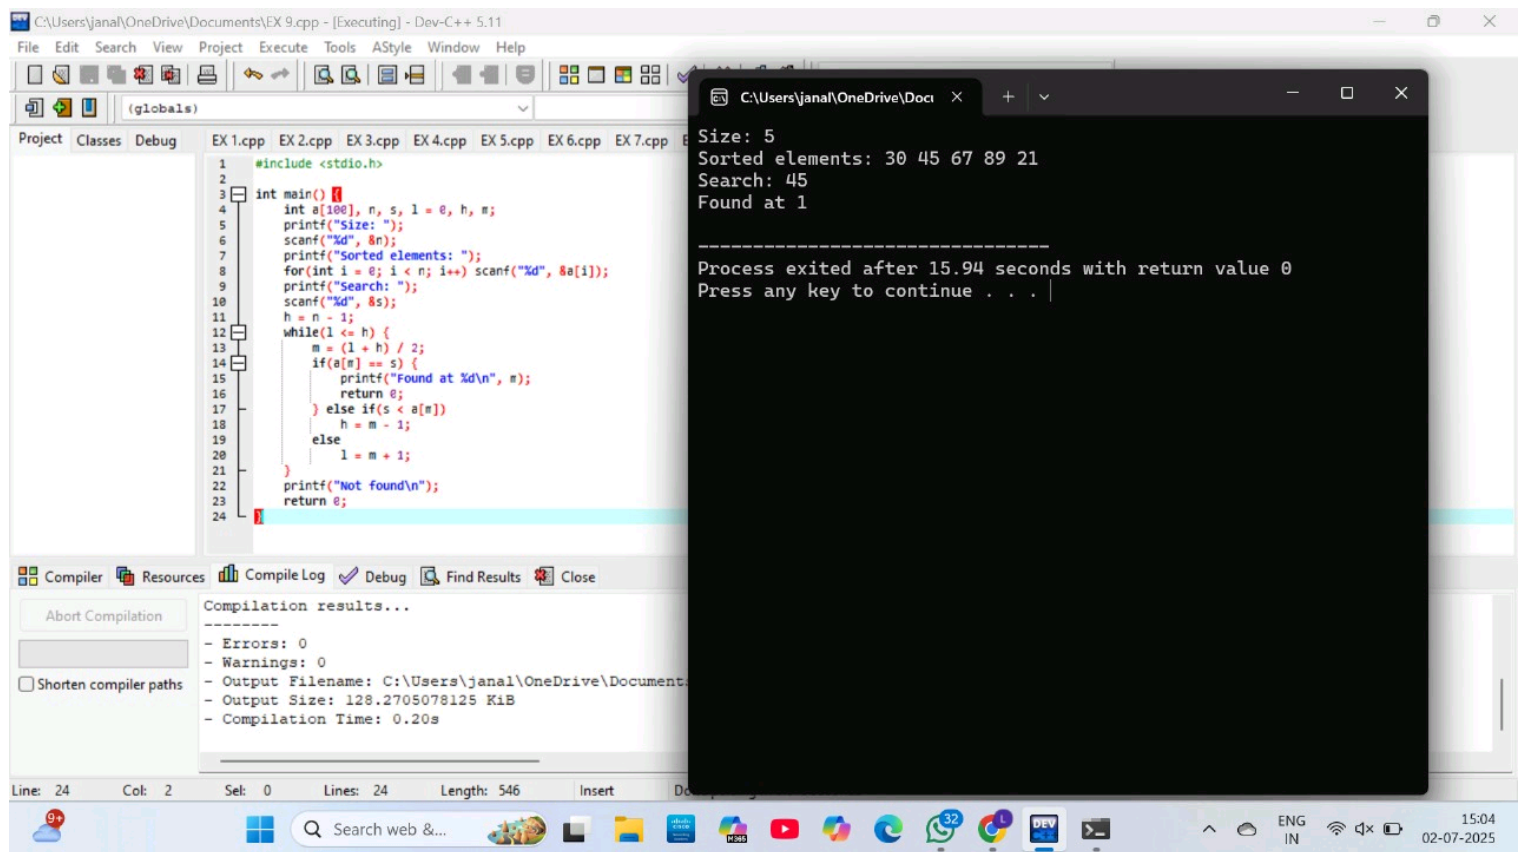 C:\Users\janal\OneDrive\Documents\EX 9.cpp - [Executing] - Dev-C++ 5.11
File Edit Search View Project Execute Tools AStyle Window Help
(globals)
Project Classes Debug
EX 1.cpp EX 2.cpp EX 3.cpp EX 4.cpp EX 5.cpp EX 6.cpp EX 7.cpp
1 #include <stdio.h>
2
3 int main() {
4 int a[100], n, s, l = 0, h, m;
5 printf("Size: ");
6 scanf("%d", &n);
7 printf("Sorted elements: ");
8 for(int i = 0; i < n; i++) scanf("%d", &a[i]);
9 printf("Search: ");
10 scanf("%d", &s);
11 h = n - 1;
12 while(l <= h) {
13 m = (l + h) / 2;
14 if(a[m] == s) {
15 printf("Found at %d\n", m);
16 return 0;
17 } else if(s < a[m])
18 h = m - 1;
19 else
20 l = m + 1;
21 }
22 printf("Not found\n");
23 return 0;
24 }
C:\Users\janal\OneDrive\Docu
Size: 5
Sorted elements: 30 45 67 89 21
Search: 45
Found at 1
--------------------------------
Process exited after 15.94 seconds with return value 0
Press any key to continue . . .
Compiler Resources Compile Log Debug Find Results Close
Abort Compilation
Shorten compiler paths
Compilation results...
--------
- Errors: 0
- Warnings: 0
- Output Filename: C:\Users\janal\OneDrive\Document
- Output Size: 128.2705078125 KiB
- Compilation Time: 0.20s
Line: 24 Col: 2 Sel: 0 Lines: 24 Length: 546 Insert
9+
Search web &...
M365
32
L
DEV
ENG
IN
15:04
02-07-2025